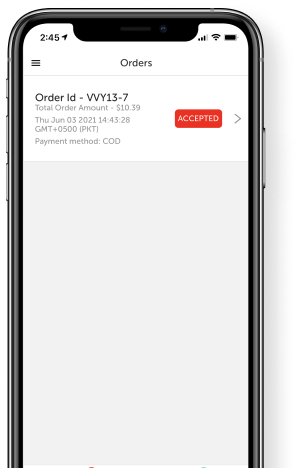 2:45
Orders
Order Id - VVY13-7
Total Order Amount - $10.39
Thu Jun 03 2021 14:43:28
GMT+0500 (PKT)
ACCEPTED
Payment method: COD